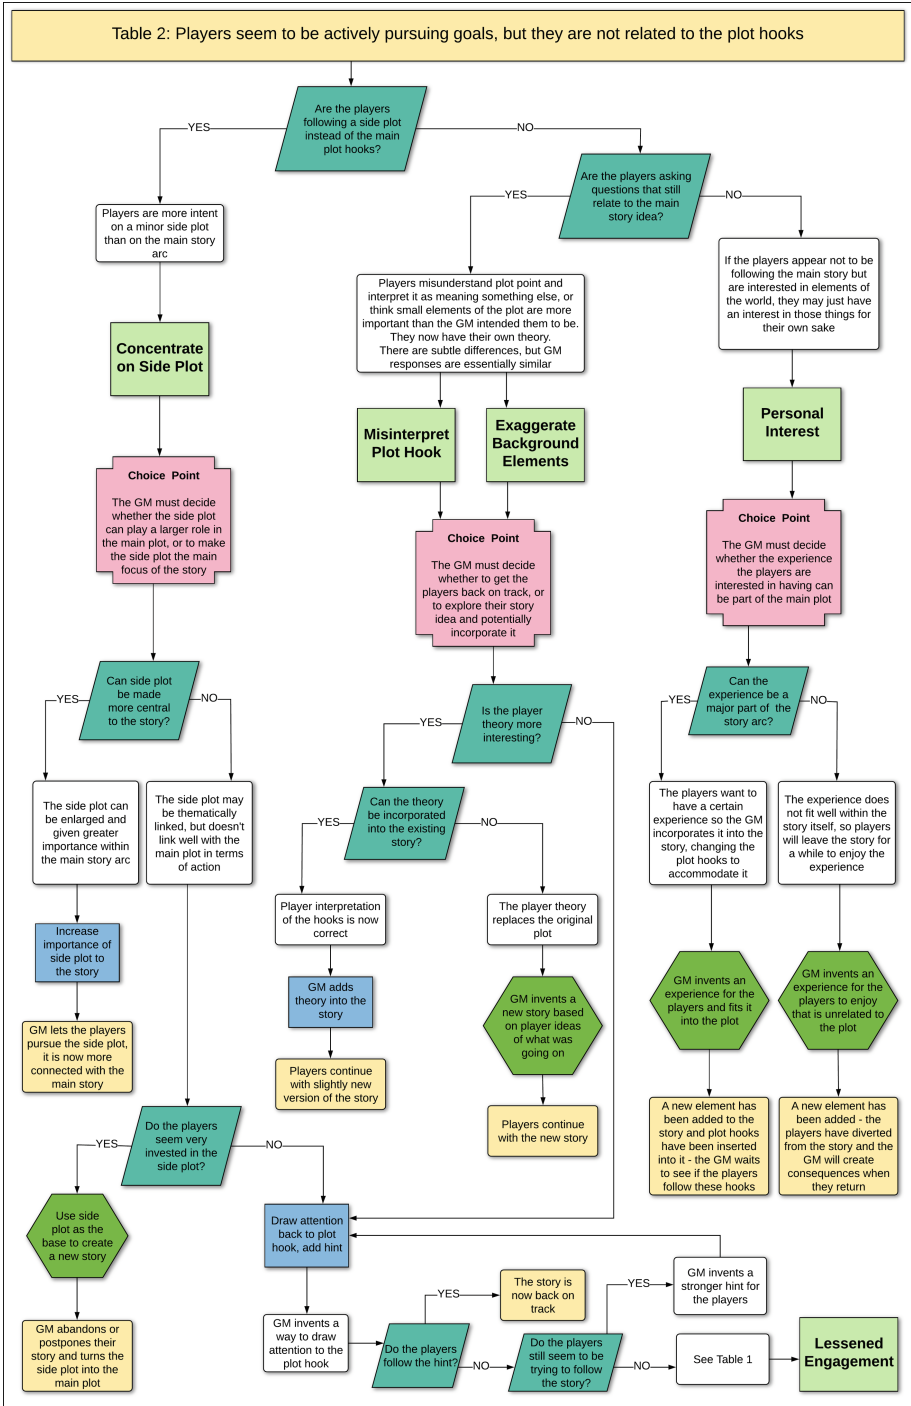 Table 2: Players seem to be actively pursuing goals, but they are not related to the plot hooks
Are the players
following a side plot
instead of the main
plot hooks?
YES
NO
Are the players asking
questions that still
relate to the main
story idea?
YES
NO
Players are more intent
on a minor side plot
than on the main story
arc
If the players appear not to be
following the main story but
are interested in elements of
the world, they may just have
an interest in those things for
their own sake
Players misunderstand plot point and
interpret it as meaning something else, or
think small elements of the plot are more
important than the GM intended them to be.
They now have their own theory.
There are subtle differences, but GM
responses are essentially similar
Concentrate
on Side Plot
Misinterpret
Plot Hook
Exaggerate
Background
Elements
Personal
Interest
Choice Point
The GM must decide
whether the side plot
can play a larger role in
the main plot, or to make
the side plot the main
focus of the story
Choice Point
The GM must decide
whether to get the
players back on track, or
to explore their story
idea and potentially
incorporate it
Choice Point
The GM must decide
whether the experience
the players are
interested in having can
be part of the main plot
Can side plot
be made
more central
to the story?
YES
NO
Is the player
theory more
interesting?
YES
NO
Can the
experience be a
major part of the
story arc?
YES
NO
The side plot can
be enlarged and
given greater
importance within
the main story arc
The side plot may
be thematically
linked, but doesn't
link well with the
main plot in terms
of action
Can the theory
be incorporated
into the existing
story?
YES
NO
The players want to
have a certain
experience so the GM
incorporates it into the
story, changing the
plot hooks to
accommodate it
The experience does
not fit well within the
story itself, so players
will leave the story for
a while to enjoy the
experience
Player interpretation
of the hooks is now
correct
The player theory
replaces the original
plot
Increase
importance of
side plot to
the story
GM adds
theory into the
story
GM invents a
new story based
on player ideas
of what was
going on
GM invents an
experience for the
players and fits it
into the plot
GM invents an
experience for the
players to enjoy
that is unrelated to
the plot
GM lets the players
pursue the side plot,
it is now more
connected with the
main story
Players continue
with slightly new
version of the story
Players continue
with the new story
A new element has
been added to the
story and plot hooks
have been inserted
into it - the GM waits
to see if the players
follow these hooks
A new element has
been added - the
players have diverted
from the story and the
GM will create
consequences when
they return
Do the players
seem very
invested in the
side plot?
YES
NO
Use side
plot as the
base to create
a new story
Draw attention
back to plot
hook, add hint
GM abandons or
postpones their
story and turns the
side plot into the
main plot
GM invents a
way to draw
attention to the
plot hook
Do the players
follow the hint?
YES
NO
The story is
now back on
track
Do the players
still seem to be
trying to follow
the story?
YES
NO
GM invents a
stronger hint for
the players
See Table 1
Lessened
Engagement